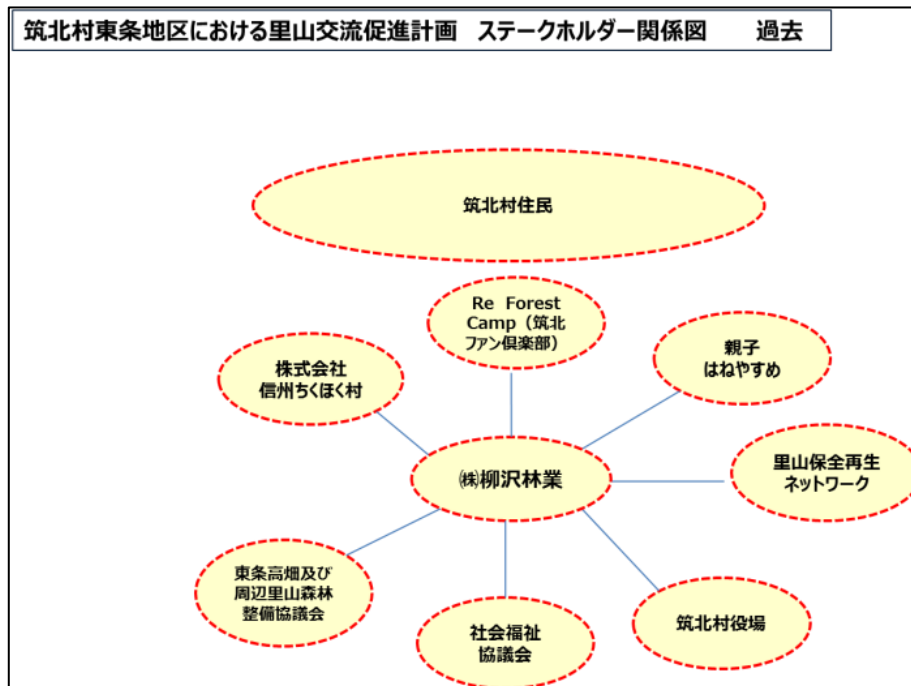 筑北村東条地区における里山交流促進計画　ステークホルダー関係図　　過去
筑北村住民
Re Forest
Camp（筑北
ファン倶楽部）
親子
はねやすめ
株式会社
信州ちくほく村
㈱柳沢林業
里山保全再生
ネットワーク
東条高畑及び
周辺里山森林
整備協議会
社会福祉
協議会
筑北村役場